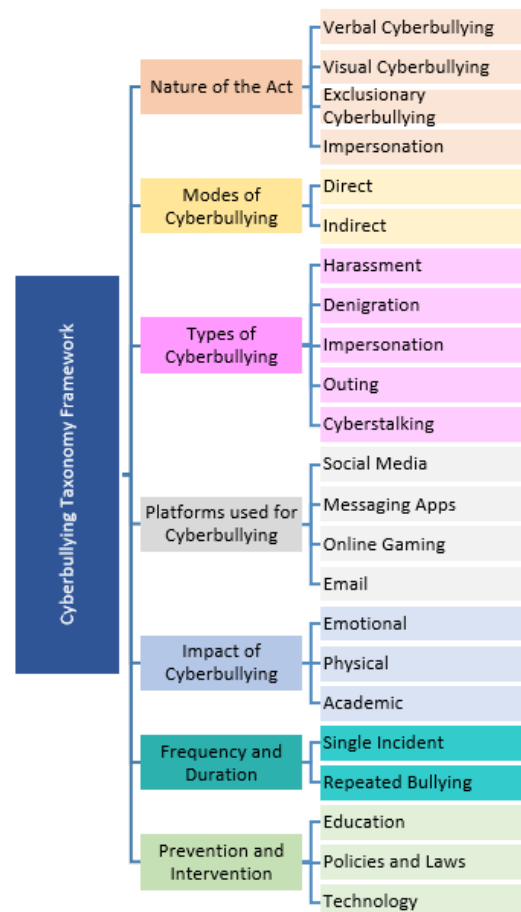 Cyberbullying Taxonomy Framework
Nature of the Act
Verbal Cyberbullying
Visual Cyberbullying
Exclusionary
Cyberbullying
Impersonation
Modes of
Cyberbullying
Direct
Indirect
Types of
Cyberbullying
Harassment
Denigration
Impersonation
Outing
Cyberstalking
Platforms used for
Cyberbullying
Social Media
Messaging Apps
Online Gaming
Email
Impact of
Cyberbullying
Emotional
Physical
Academic
Frequency and
Duration
Single Incident
Repeated Bullying
Prevention and
Intervention
Education
Policies and Laws
Technology